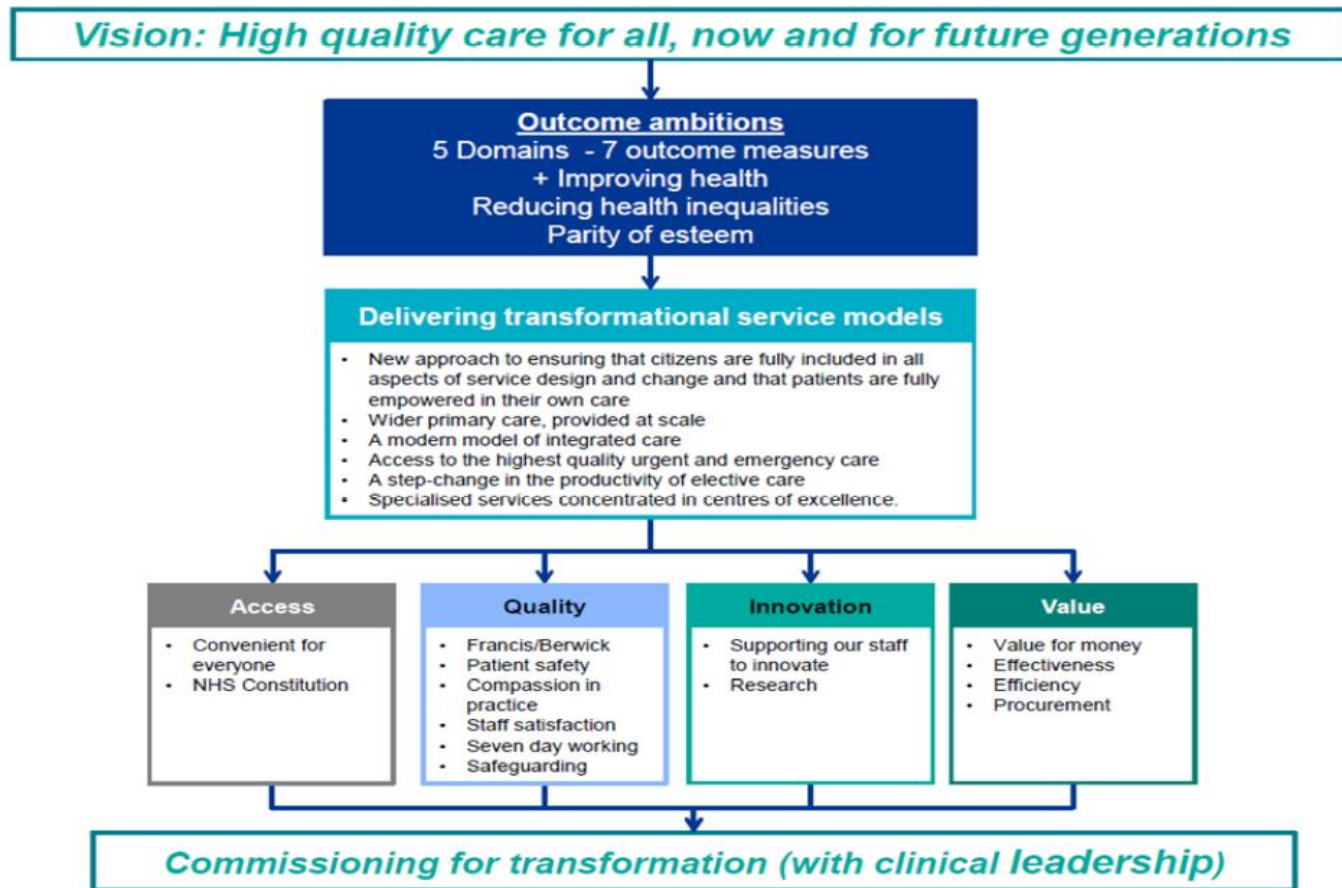 Vision: High quality care for all, now and for future generations
Outcome ambitions
5 Domains - 7 outcome measures
+ Improving health
Reducing health inequalities
Parity of esteem
Delivering transformational service models
• New approach to ensuring that citizens are fully included in all
aspects of service design and change and that patients are fully
empowered in their own care
• Wider primary care, provided at scale
• A modern model of integrated care
• Access to the highest quality urgent and emergency care
• A step-change in the productivity of elective care
• Specialised services concentrated in centres of excellence.
Access
• Convenient for
everyone
• NHS Constitution
Quality
• Francis/Berwick
• Patient safety
• Compassion in
practice
• Staff satisfaction
• Seven day working
• Safeguarding
Innovation
• Supporting our staff
to innovate
• Research
Value
• Value for money
• Effectiveness
• Efficiency
• Procurement
Commissioning for transformation (with clinical leadership)